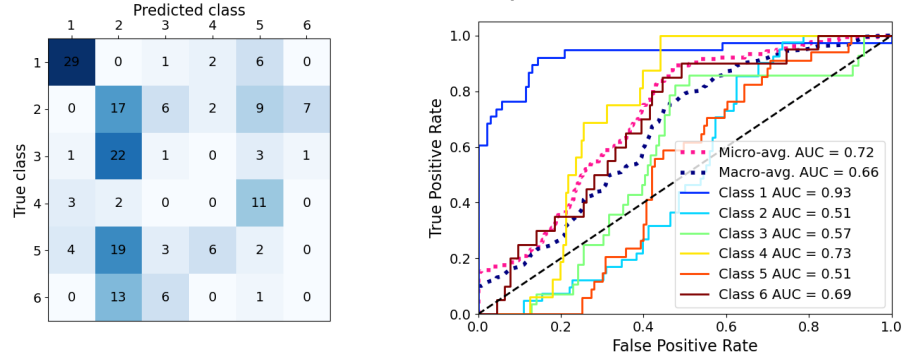 Predicted class
1 2 3 4 5 6
True class
1 29 0 1 2 6 0
2 0 17 6 2 9 7
3 1 22 1 0 3 1
4 3 2 0 0 11 0
5 4 19 3 6 2 0
6 0 13 6 0 1 0
True Positive Rate
1.0
0.8
0.6
0.4
0.2
0.0
Micro-avg. AUC = 0.72
Macro-avg. AUC = 0.66
Class 1 AUC = 0.93
Class 2 AUC = 0.51
Class 3 AUC = 0.57
Class 4 AUC = 0.73
Class 5 AUC = 0.51
Class 6 AUC = 0.69
0.0 0.2 0.4 0.6 0.8 1.0
False Positive Rate